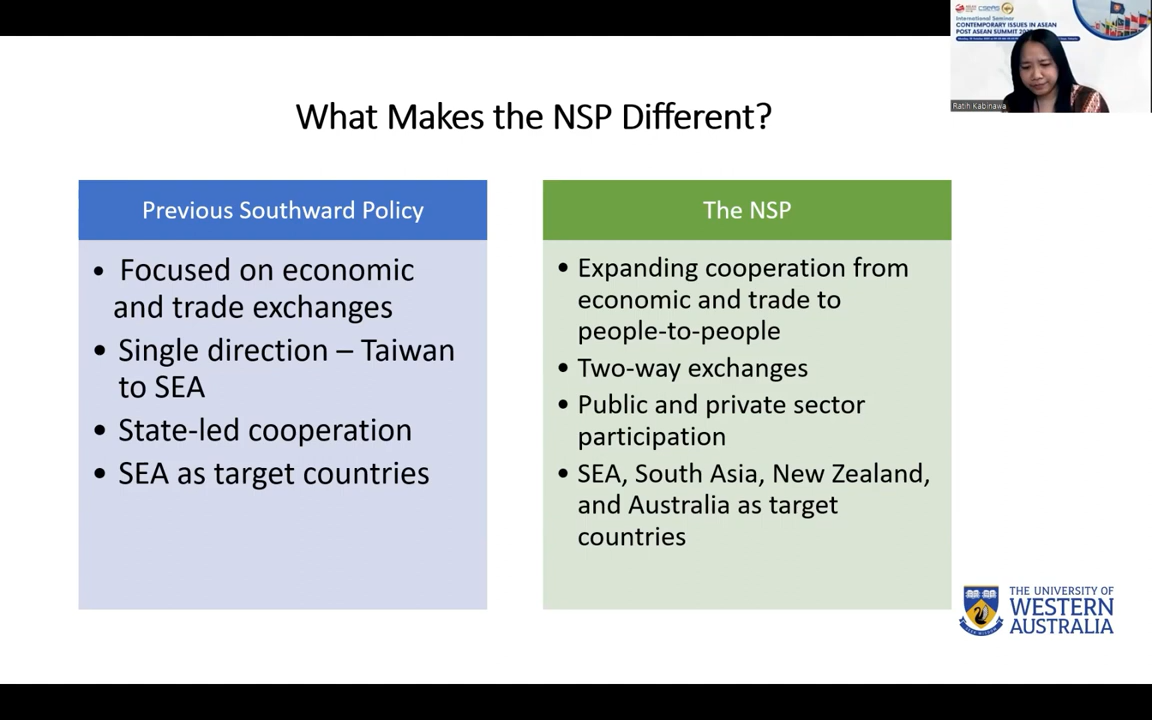 International Seminar
CONTEMPORARY ISSUES IN ASEAN
POST ASEAN SUMMIT
Ratih Kabinawa
What Makes the NSP Different?
Previous Southward Policy
• Focused on economic
and trade exchanges
• Single direction – Taiwan
to SEA
• State-led cooperation
• SEA as target countries
The NSP
• Expanding cooperation from
economic and trade to
people-to-people
• Two-way exchanges
• Public and private sector
participation
• SEA, South Asia, New Zealand,
and Australia as target
countries
THE UNIVERSITY OF
WESTERN
AUSTRALIA